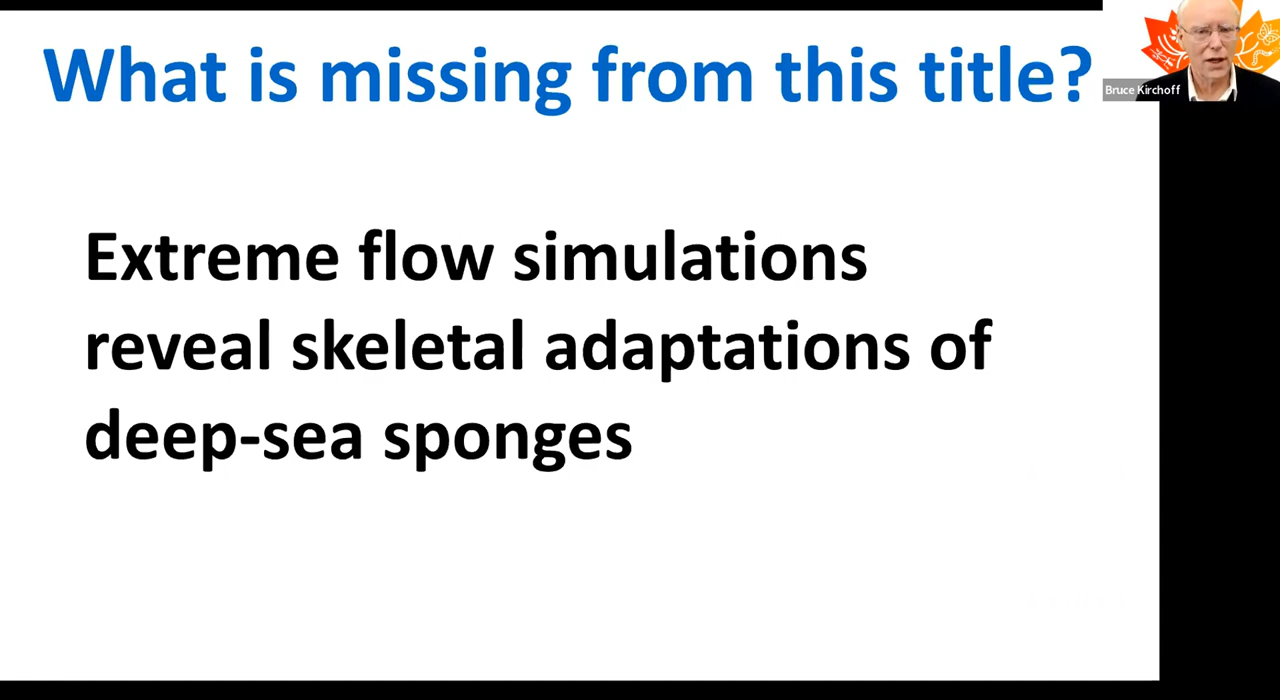 What is missing from this title?
Bruce Kirchoff
Extreme flow simulations
reveal skeletal adaptations of
deep-sea sponges